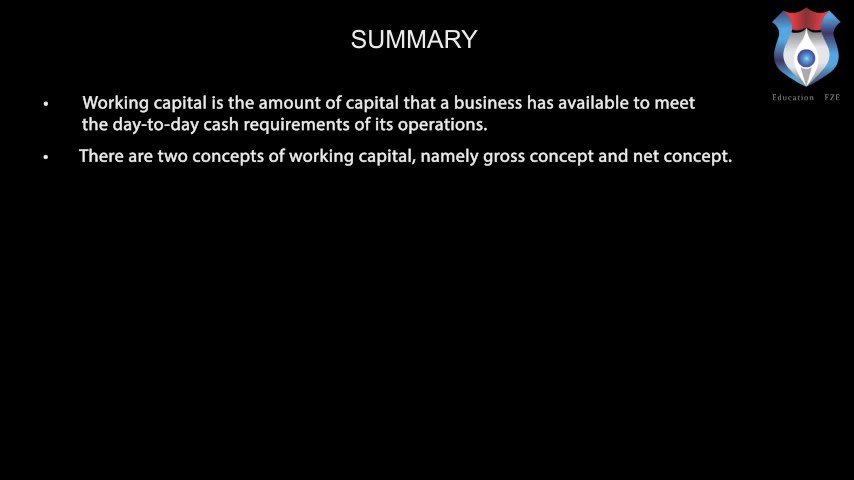 SUMMARY
Education FZE
• Working capital is the amount of capital that a business has available to meet
the day-to-day cash requirements of its operations.
• There are two concepts of working capital, namely gross concept and net concept.